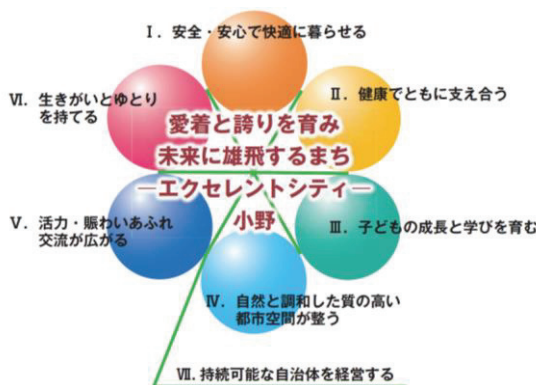 Ⅰ．安全・安心で快適に暮らせる
Ⅵ．生きがいとゆとり
を持てる
Ⅱ．健康でともに支え合う
愛着と誇りを育み
未来に雄飛するまち
―エクセレントシティ―
小野
Ⅴ．活力・賑わいあふれ
交流が広がる
Ⅲ．子どもの成長と学びを育む
Ⅳ．自然と調和した質の高い
都市空間が整う
Ⅶ．持続可能な自治体を経営する